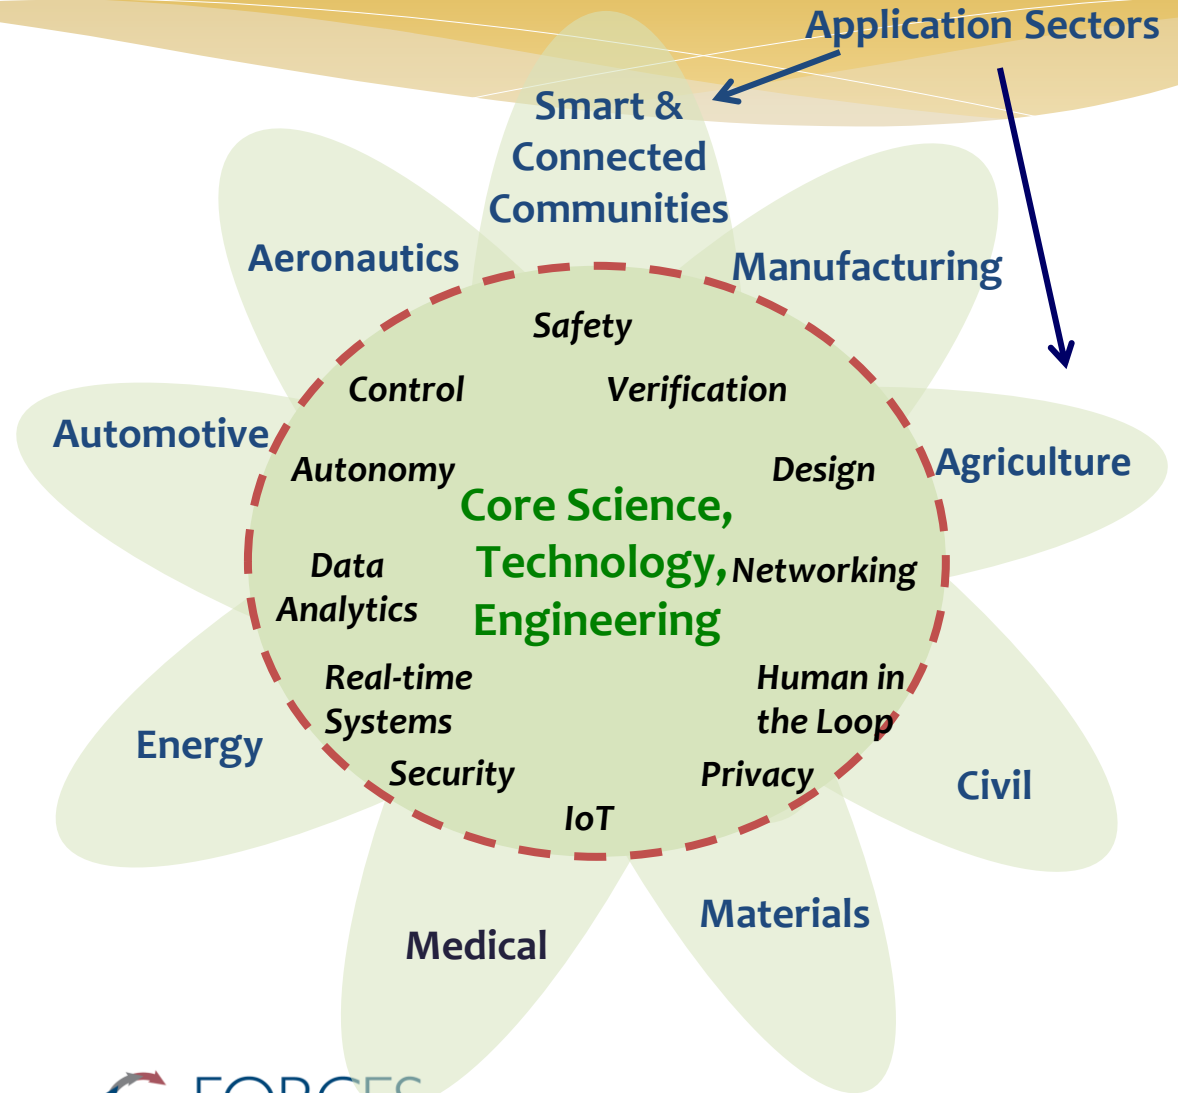 Application Sectors
Smart &
Connected
Communities
Aeronautics
Manufacturing
Safety
Control
Verification
Automotive
Autonomy
Design
Agriculture
Core Science,
Technology,
Engineering
Data
Analytics
Networking
Real-time
Systems
Human in
the Loop
Energy
Security
Privacy
Civil
IoT
Medical
Materials
FORCES